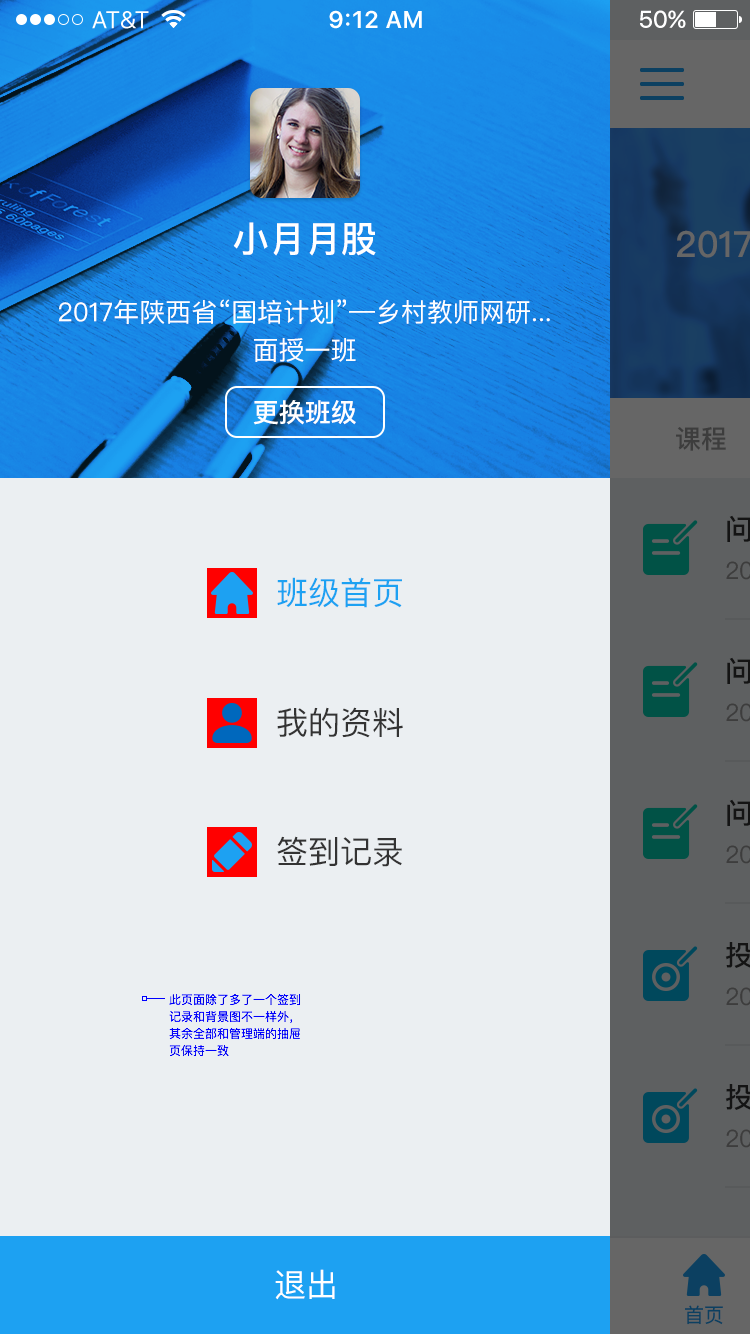 AT&T 9:12 AM 50%
k of Forest
ruling
60pages
小月月股
2017年陕西省“国培计划”—乡村教师网研...
面授一班
更换班级
2017
课程
班级首页
我的资料
签到记录
问
20
问
20
问
20
投
20
投
20
此页面除了多了一个签到
记录和背景图不一样外，
其余全部和管理端的抽屉
页保持一致
退出
首页